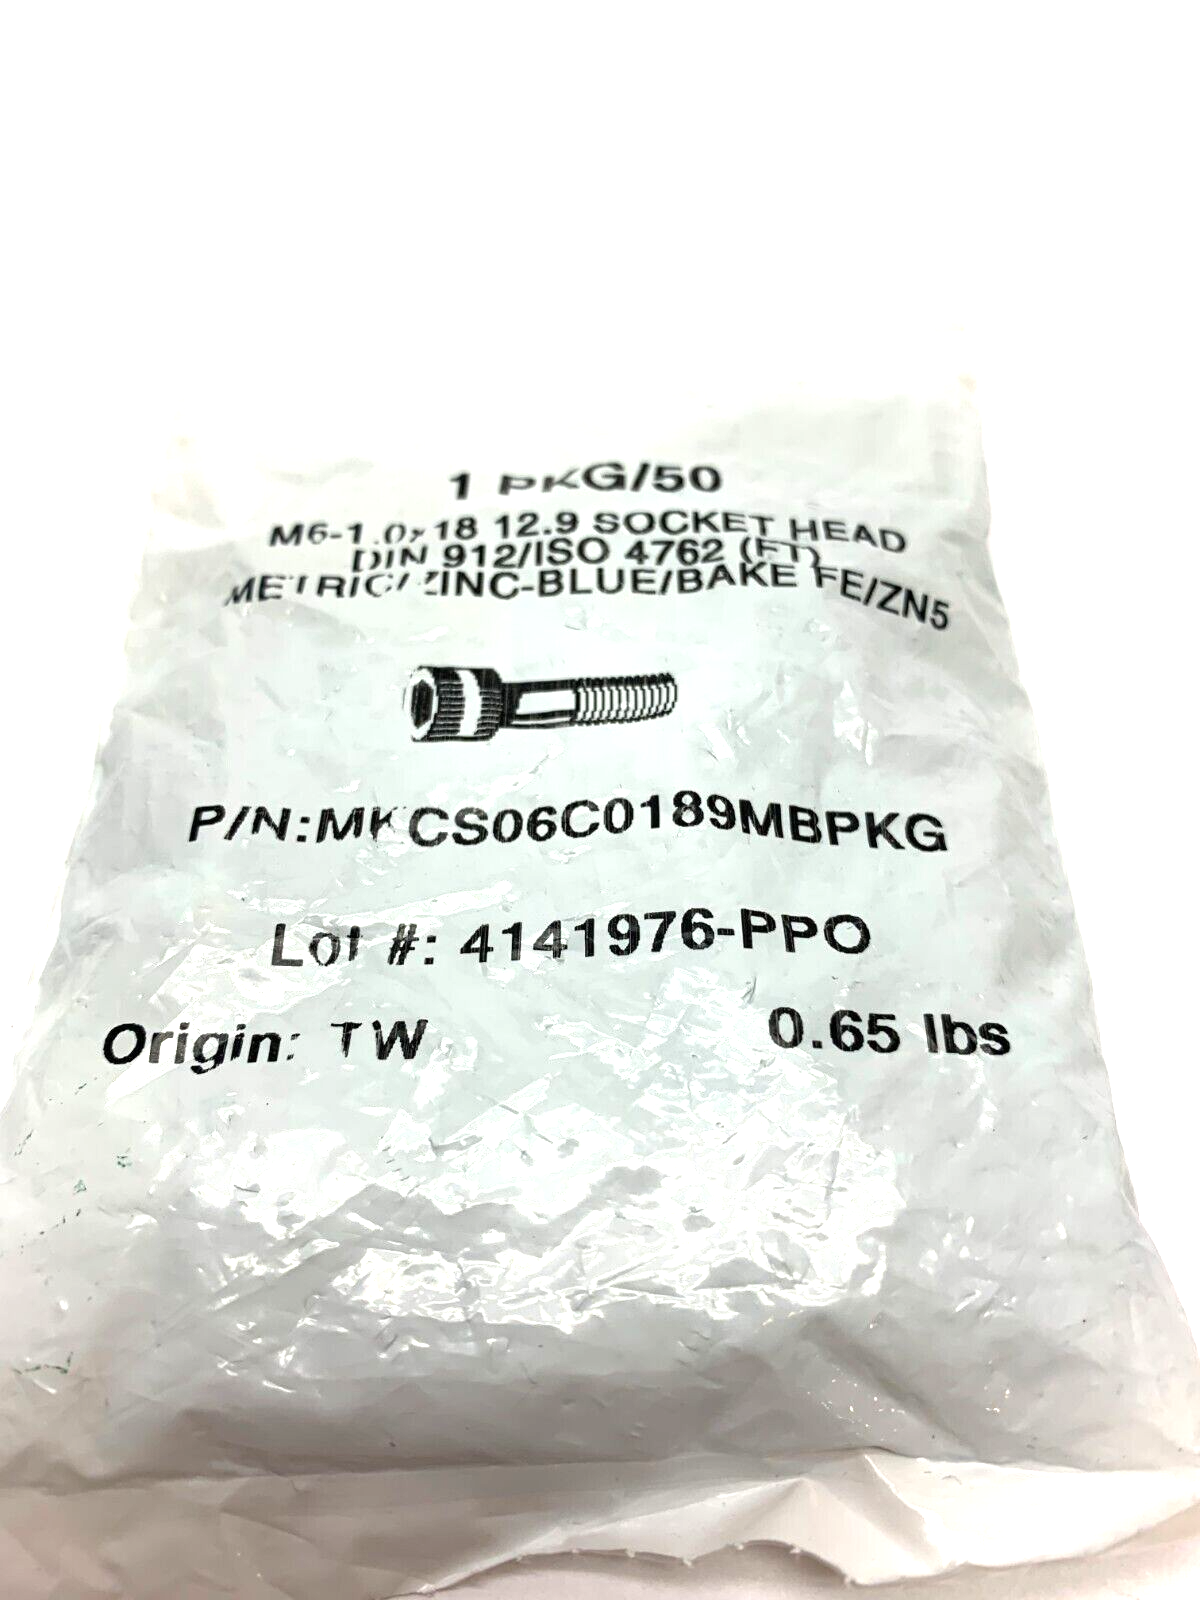 1 PKG/50
M6-1.0x18 12.9 SOCKET HEAD
DIN 912/ISO 4762 (FT)
METRIC/ZINC-BLUE/BAKE FE/ZN5
P/N:MKCS06C0189MBPKG
Lot #: 4141976-PPO
Origin: TW
0.65 lbs